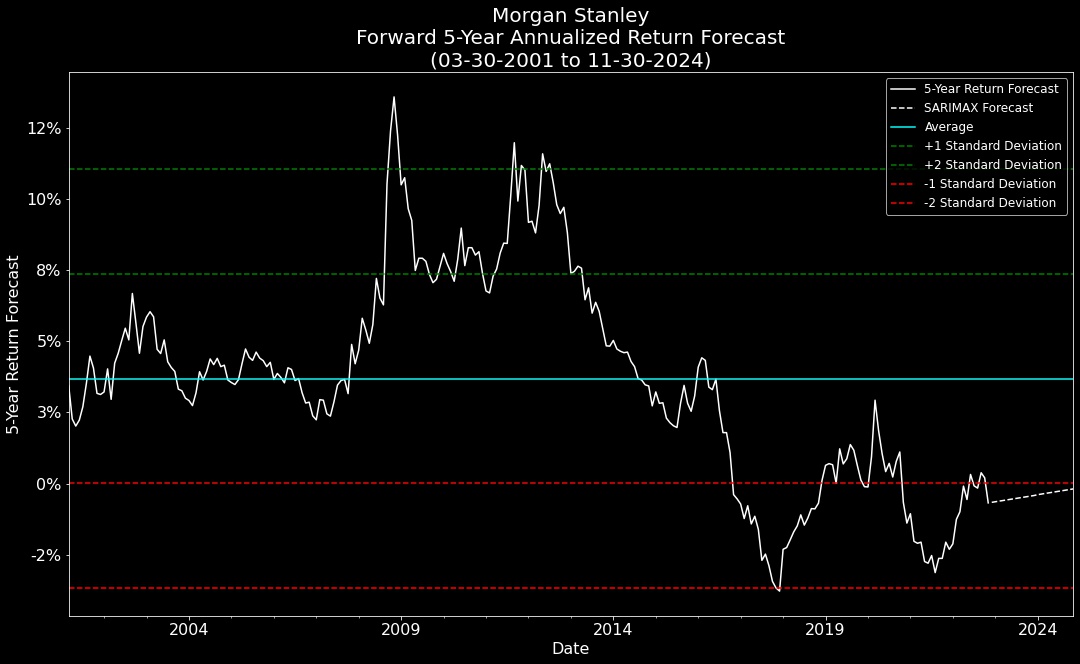 Morgan Stanley
Forward 5-Year Annualized Return Forecast
(03-30-2001 to 11-30-2024)
5-Year Return Forecast
SARIMAX Forecast
Average
+1 Standard Deviation
+2 Standard Deviation
-1 Standard Deviation
-2 Standard Deviation
12%
10%
8%
5%
3%
0%
-2%
5-Year Return Forecast
2004
2009
2014
2019
2024
Date